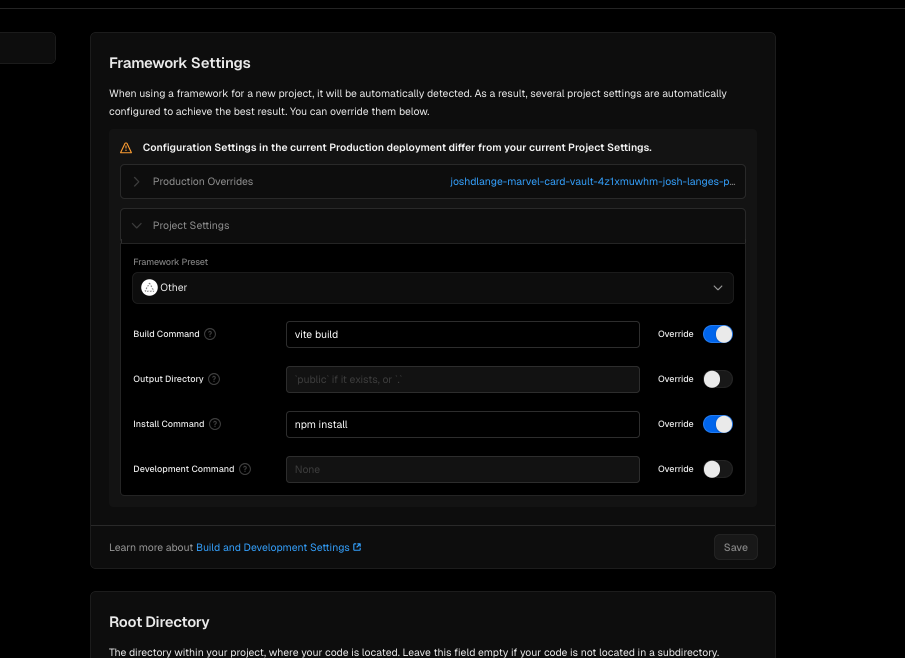 Framework Settings
When using a framework for a new project, it will be automatically detected. As a result, several project settings are automatically
configured to achieve the best result. You can override them below.
Configuration Settings in the current Production deployment differ from your current Project Settings.
Production Overrides joshdlange-marvel-card-vault-4z1xmuwhm-josh-langes-p...
Project Settings
Framework Preset
Other
Build Command ? vite build Override
Output Directory ? `public` if it exists, or `.` Override
Install Command ? npm install Override
Development Command ? None Override
Learn more about Build and Development Settings Save
Root Directory
The directory within your project, where your code is located. Leave this field empty if your code is not located in a subdirectory.